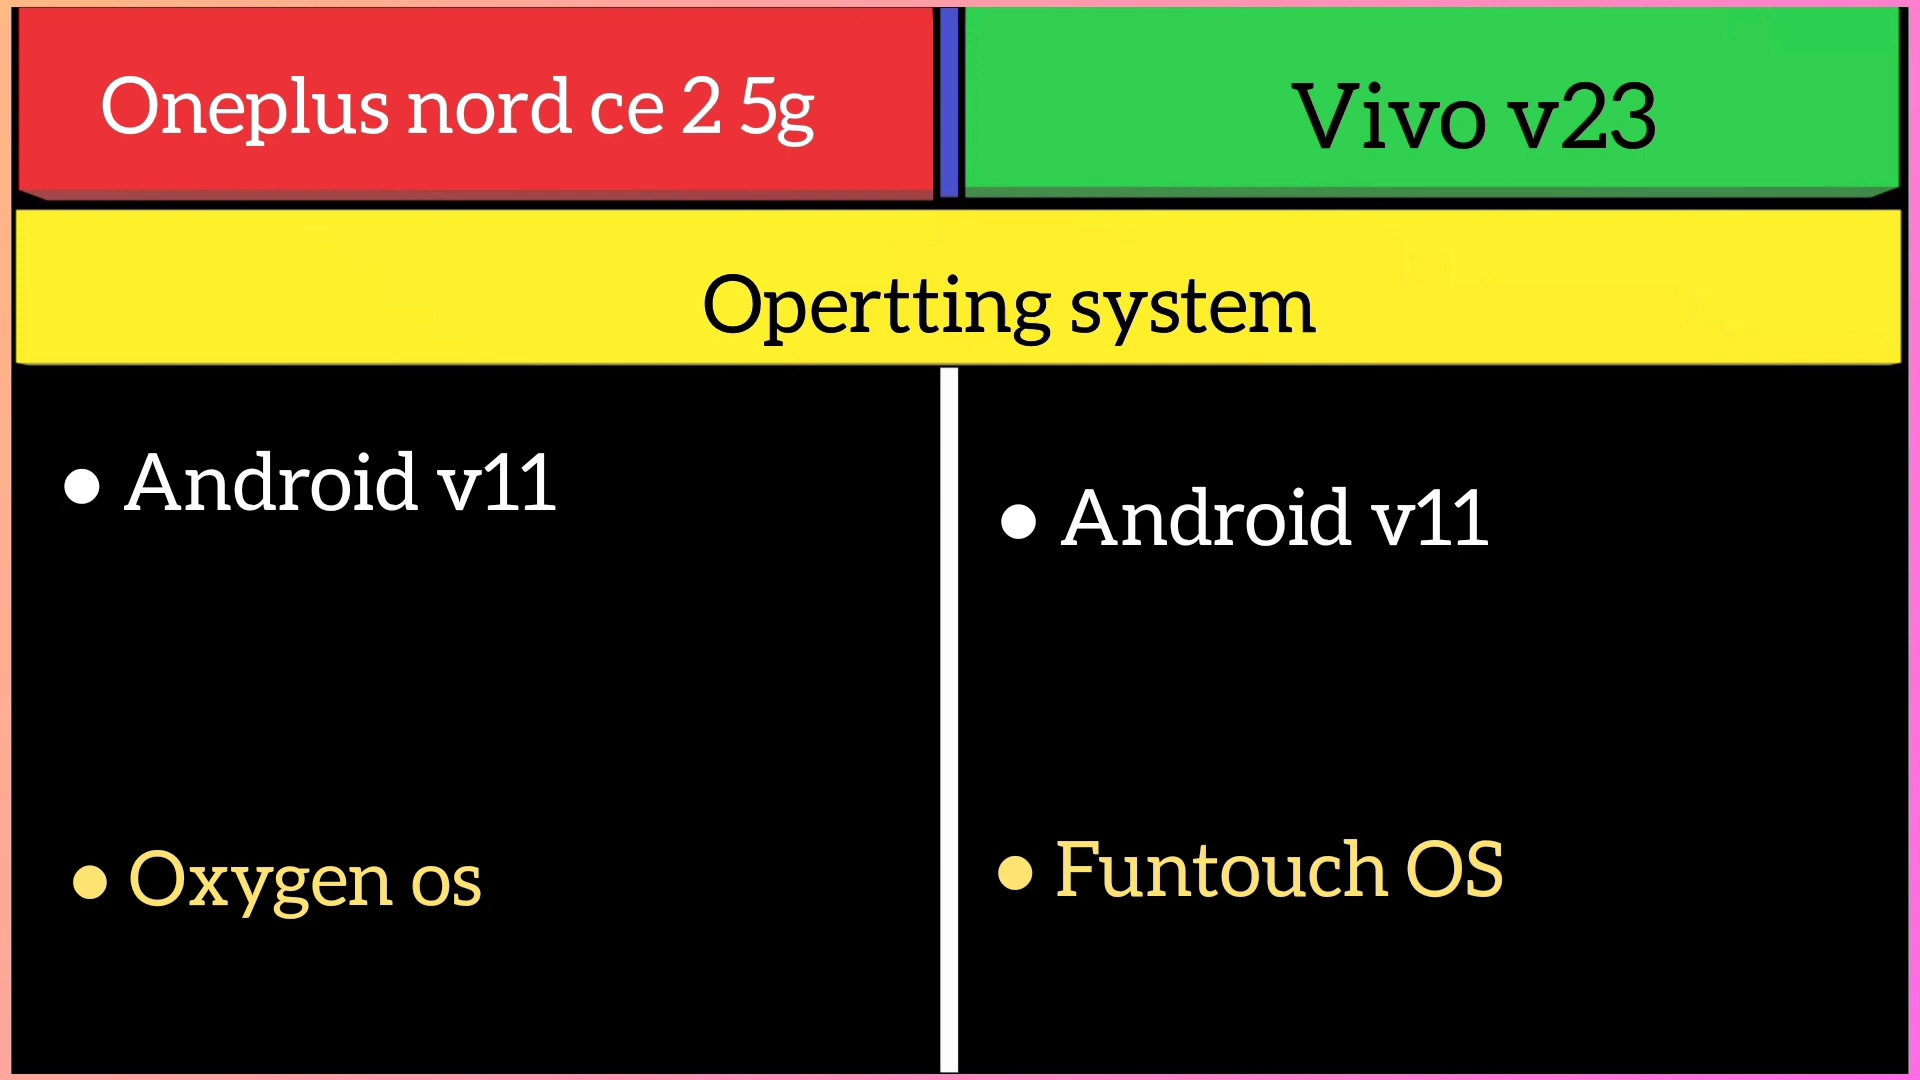 Oneplus nord ce 2 5g
Vivo v23
Opertting system
• Android v11
• Oxygen os
• Android v11
• Funtouch OS